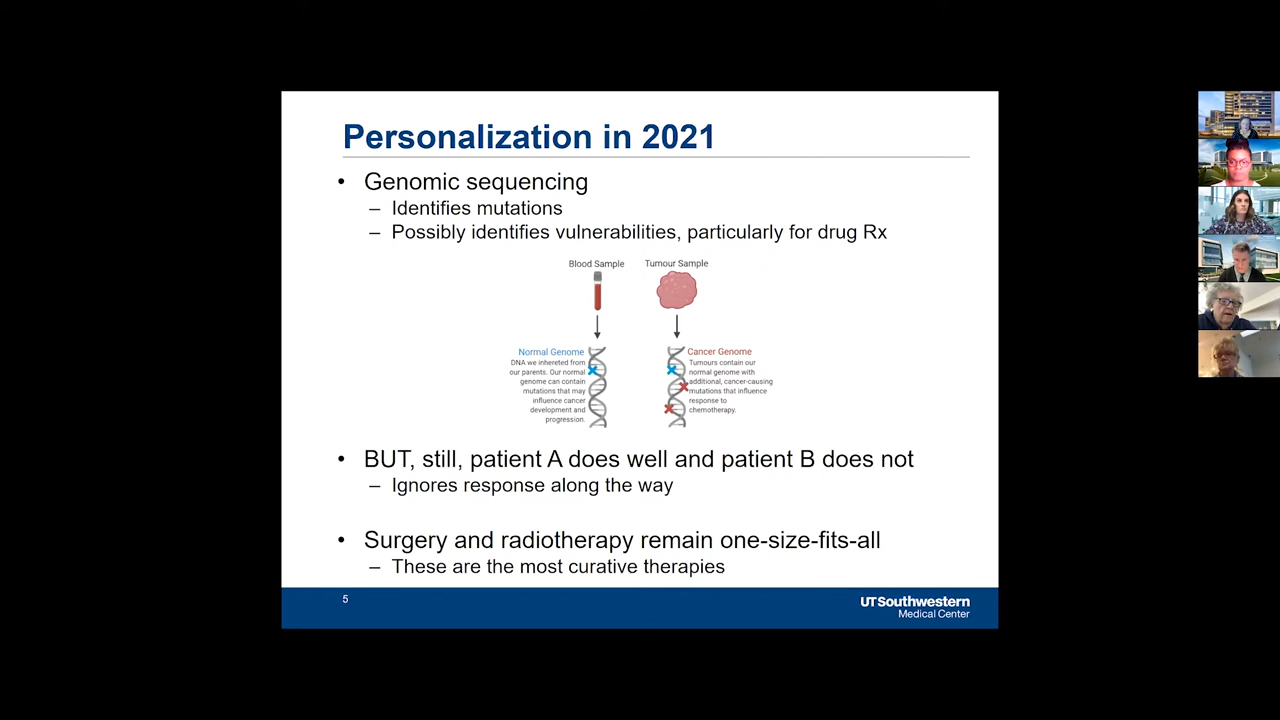 Personalization in 2021
• Genomic sequencing
– Identifies mutations
– Possibly identifies vulnerabilities, particularly for drug Rx
Blood Sample
Tumour Sample
Normal Genome
DNA we inhereted from
our parents. Our normal
genome can contain
mutations that may
influence cancer
development and
progression.
Cancer Genome
Tumours contain our
normal genome with
additional, cancer-causing
mutations that influence
response to
chemotherapy.
• BUT, still, patient A does well and patient B does not
– Ignores response along the way
• Surgery and radiotherapy remain one-size-fits-all
– These are the most curative therapies
5
UTSouthwestern
Medical Center